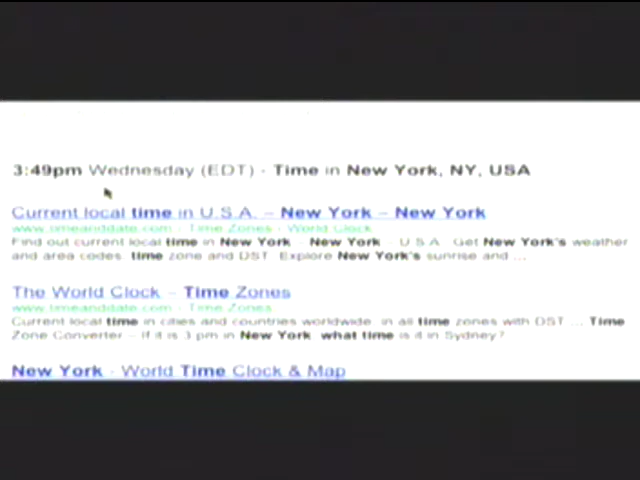 3:49pm Wednesday (EDT) - Time in New York, NY, USA
Current local time in U.S.A. – New York – New York
www.timeanddate.com › Time Zones › World Clock
Find out current local time in New York – New York – U.S.A. Get New York's weather
and area codes, time zone and DST. Explore New York's sunrise and ...
The World Clock – Time Zones
www.timeanddate.com › Time Zones
Current local time in cities and countries worldwide, in all time zones with DST ... Time
Zone Converter – If it is 3 pm in New York, what time is it in Sydney?
New York - World Time Clock & Map